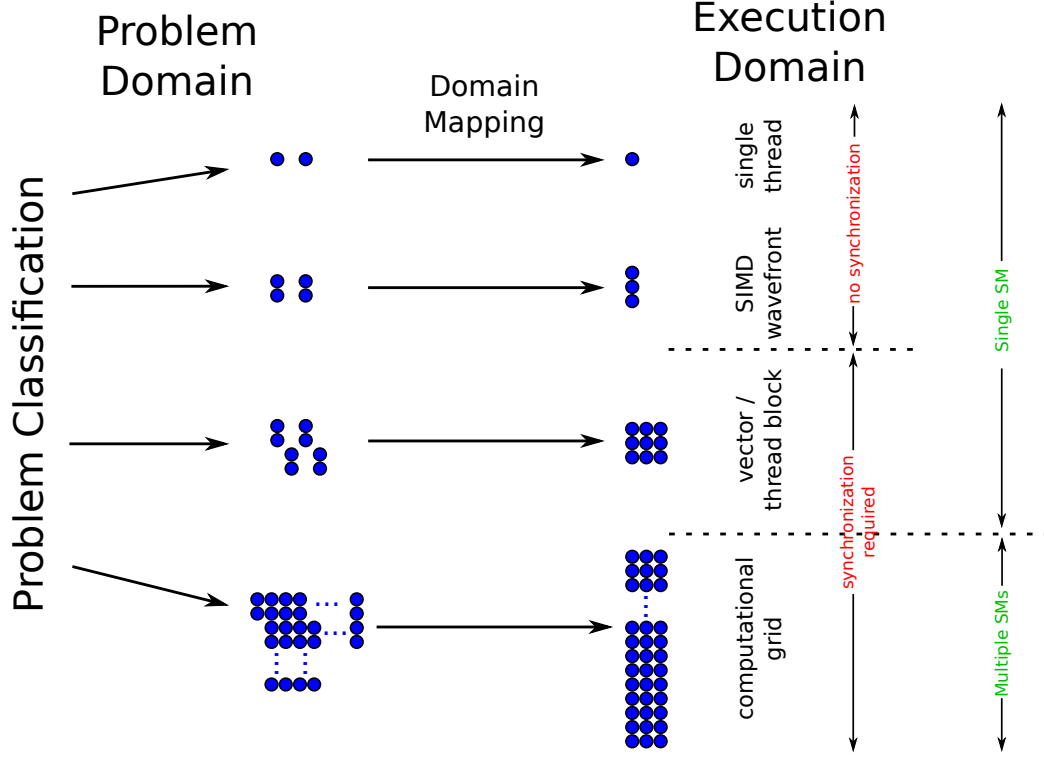 Problem
Domain
Execution
Domain
Domain
Mapping
Problem Classification
single
thread
SIMD
wavefront
vector /
thread block
computational
grid
no synchronization
synchronization
required
Single SM
Multiple SMs